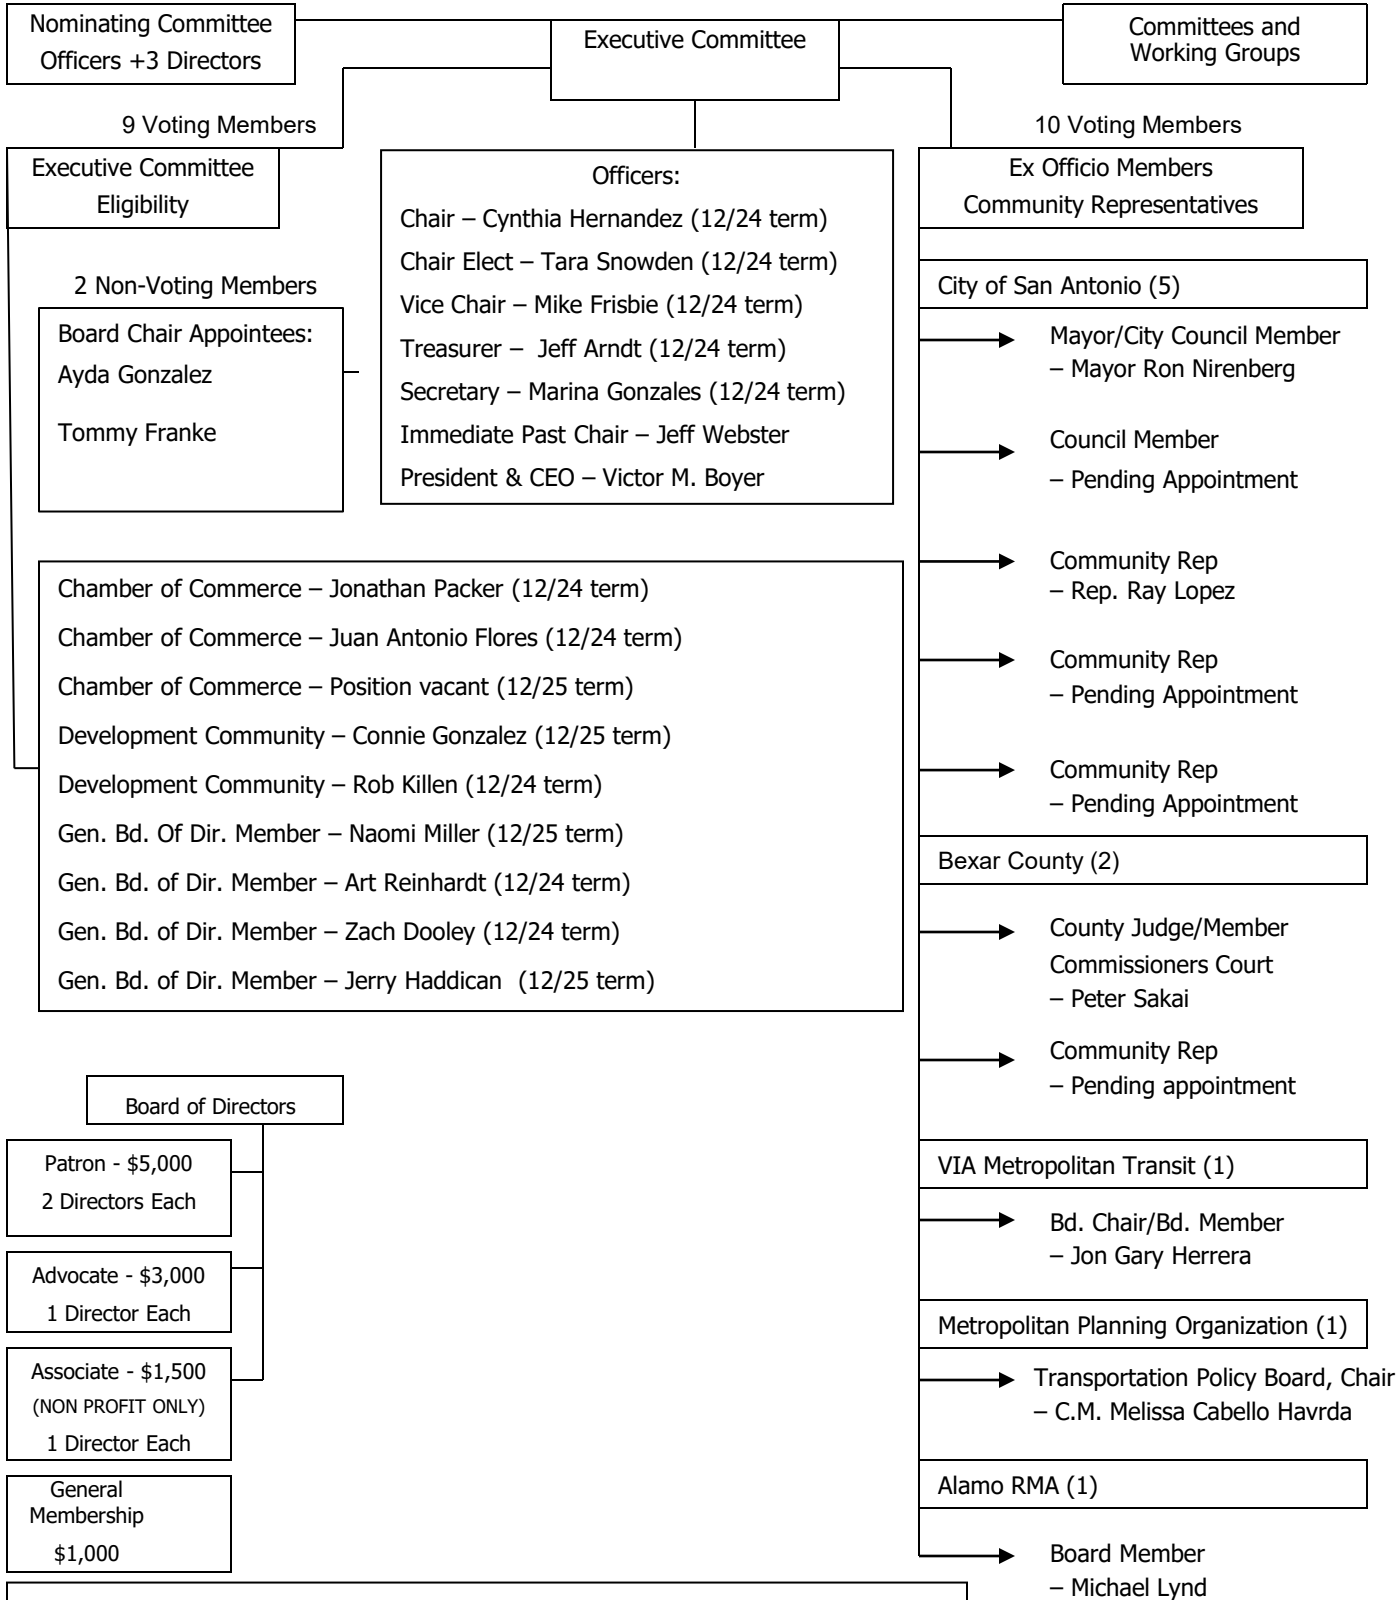 Nominating Committee
Officers +3 Directors
Executive Committee
Committees and
Working Groups
9 Voting Members
10 Voting Members
Executive Committee
Eligibility
2 Non-Voting Members
Board Chair Appointees:
Ayda Gonzalez
Tommy Franke
Officers:
Chair – Cynthia Hernandez (12/24 term)
Chair Elect – Tara Snowden (12/24 term)
Vice Chair – Mike Frisbie (12/24 term)
Treasurer –  Jeff Arndt (12/24 term)
Secretary – Marina Gonzales (12/24 term)
Immediate Past Chair – Jeff Webster
President & CEO – Victor M. Boyer
Chamber of Commerce – Jonathan Packer (12/24 term)
Chamber of Commerce – Juan Antonio Flores (12/24 term)
Chamber of Commerce – Position vacant (12/25 term)
Development Community – Connie Gonzalez (12/25 term)
Development Community – Rob Killen (12/24 term)
Gen. Bd. Of Dir. Member – Naomi Miller (12/25 term)
Gen. Bd. of Dir. Member – Art Reinhardt (12/24 term)
Gen. Bd. of Dir. Member – Zach Dooley (12/24 term)
Gen. Bd. of Dir. Member – Jerry Haddican  (12/25 term)
Ex Officio Members
Community Representatives
City of San Antonio (5)
Mayor/City Council Member
– Mayor Ron Nirenberg
Council Member
– Pending Appointment
Community Rep
– Rep. Ray Lopez
Community Rep
– Pending Appointment
Community Rep
– Pending Appointment
Bexar County (2)
County Judge/Member
Commissioners Court
– Peter Sakai
Community Rep
– Pending appointment
VIA Metropolitan Transit (1)
Bd. Chair/Bd. Member
– Jon Gary Herrera
Metropolitan Planning Organization (1)
Transportation Policy Board, Chair
– C.M. Melissa Cabello Havrda
Alamo RMA (1)
Board Member
– Michael Lynd
Board of Directors
Patron - $5,000
2 Directors Each
Advocate - $3,000
1 Director Each
Associate - $1,500
(NON PROFIT ONLY)
1 Director Each
General
Membership
$1,000